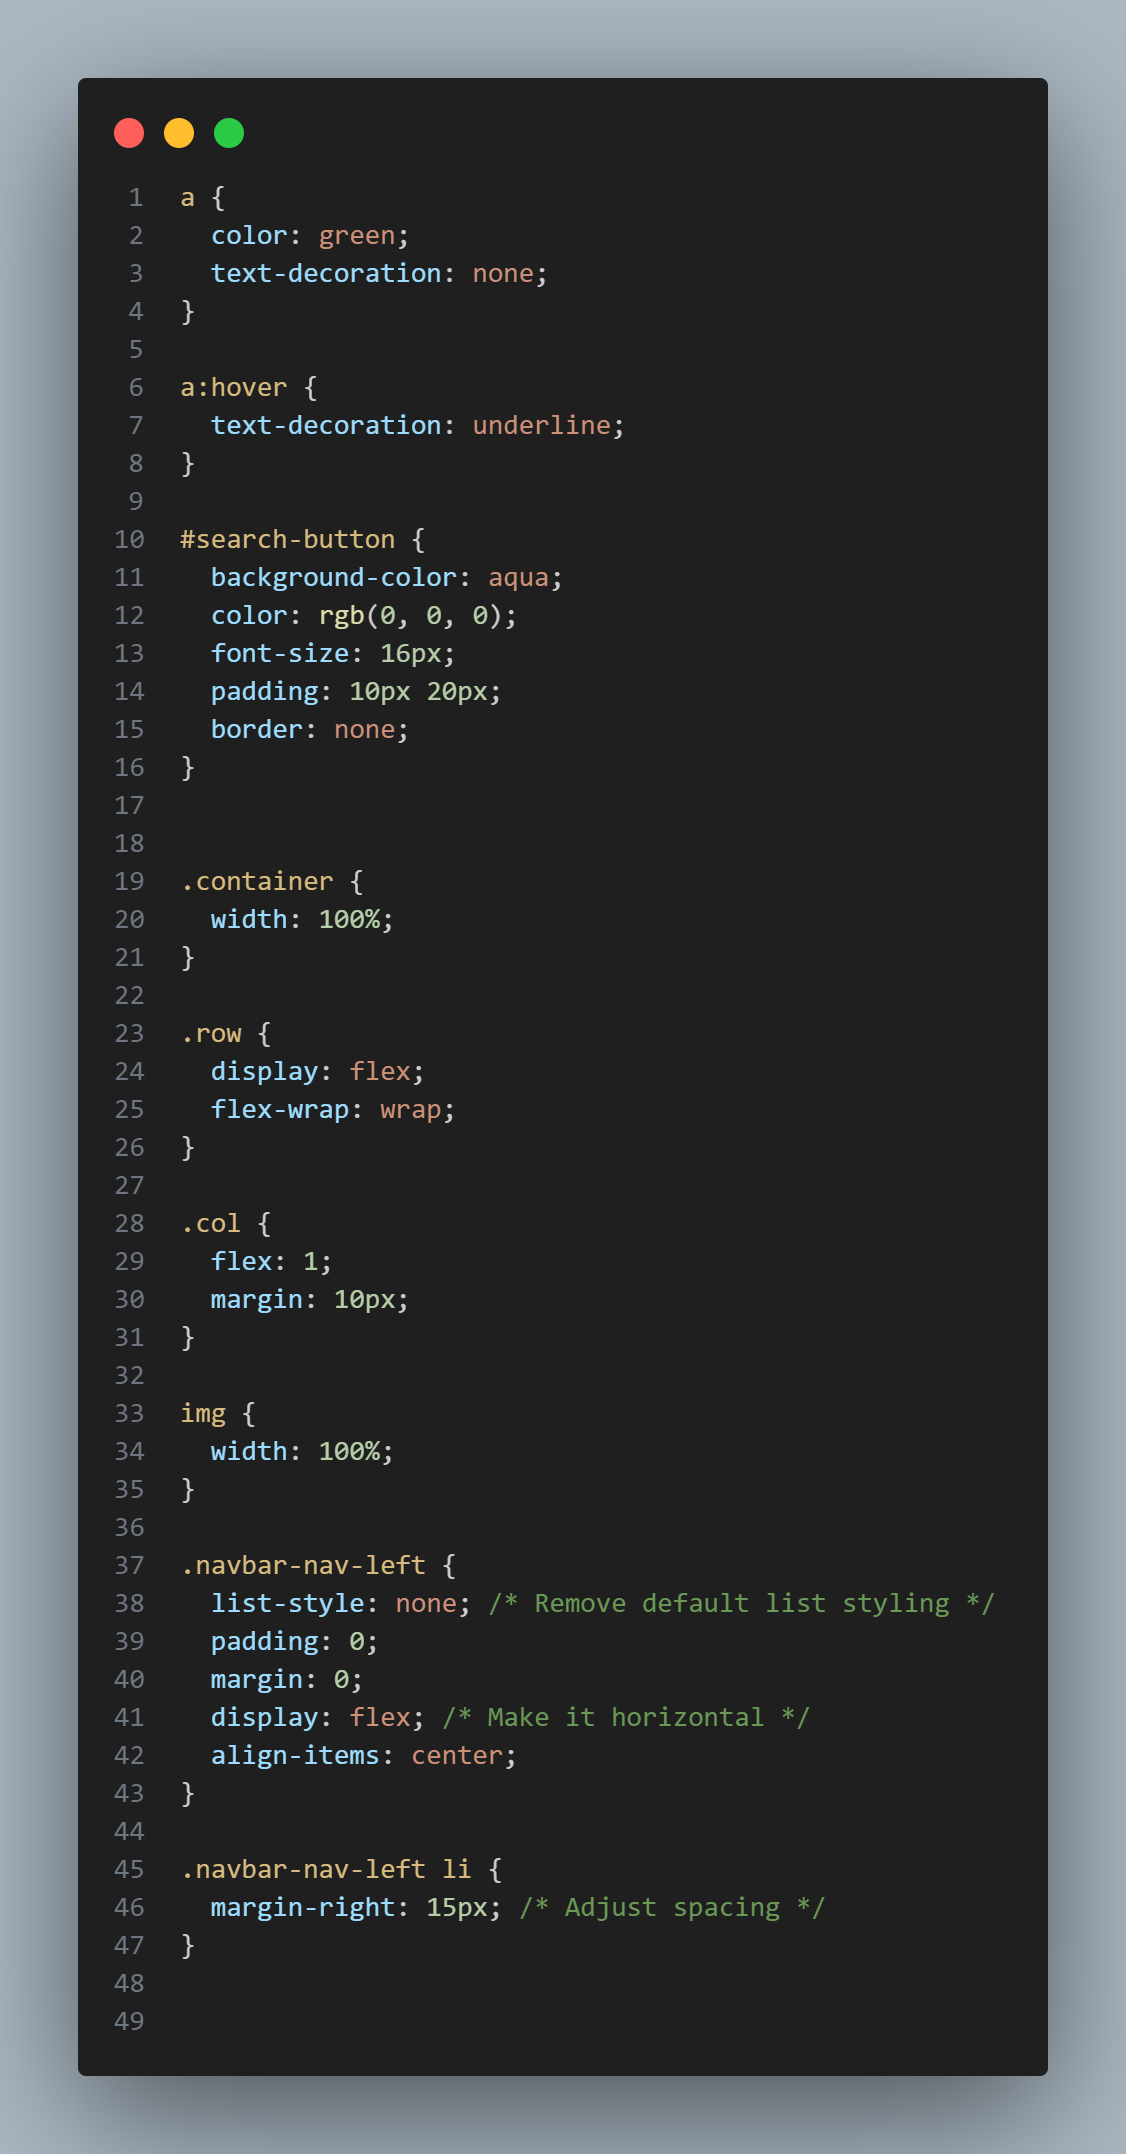 1 a {
2   color: green;
3   text-decoration: none;
4 }
5
6 a:hover {
7   text-decoration: underline;
8 }
9
10 #search-button {
11   background-color: aqua;
12   color: rgb(0, 0, 0);
13   font-size: 16px;
14   padding: 10px 20px;
15   border: none;
16 }
17
18
19 .container {
20   width: 100%;
21 }
22
23 .row {
24   display: flex;
25   flex-wrap: wrap;
26 }
27
28 .col {
29   flex: 1;
30   margin: 10px;
31 }
32
33 img {
34   width: 100%;
35 }
36
37 .navbar-nav-left {
38   list-style: none; /* Remove default list styling */
39   padding: 0;
40   margin: 0;
41   display: flex; /* Make it horizontal */
42   align-items: center;
43 }
44
45 .navbar-nav-left li {
46   margin-right: 15px; /* Adjust spacing */
47 }
48
49